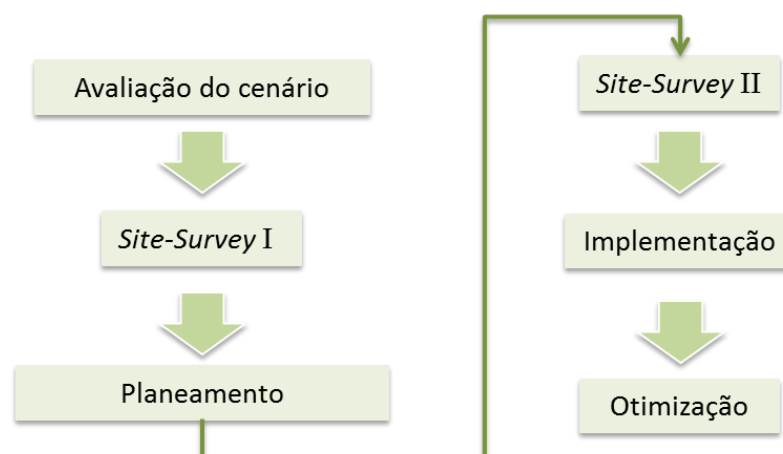 Avaliação do cenário
Site-Survey I
Planeamento
Site-Survey II
Implementação
Otimização